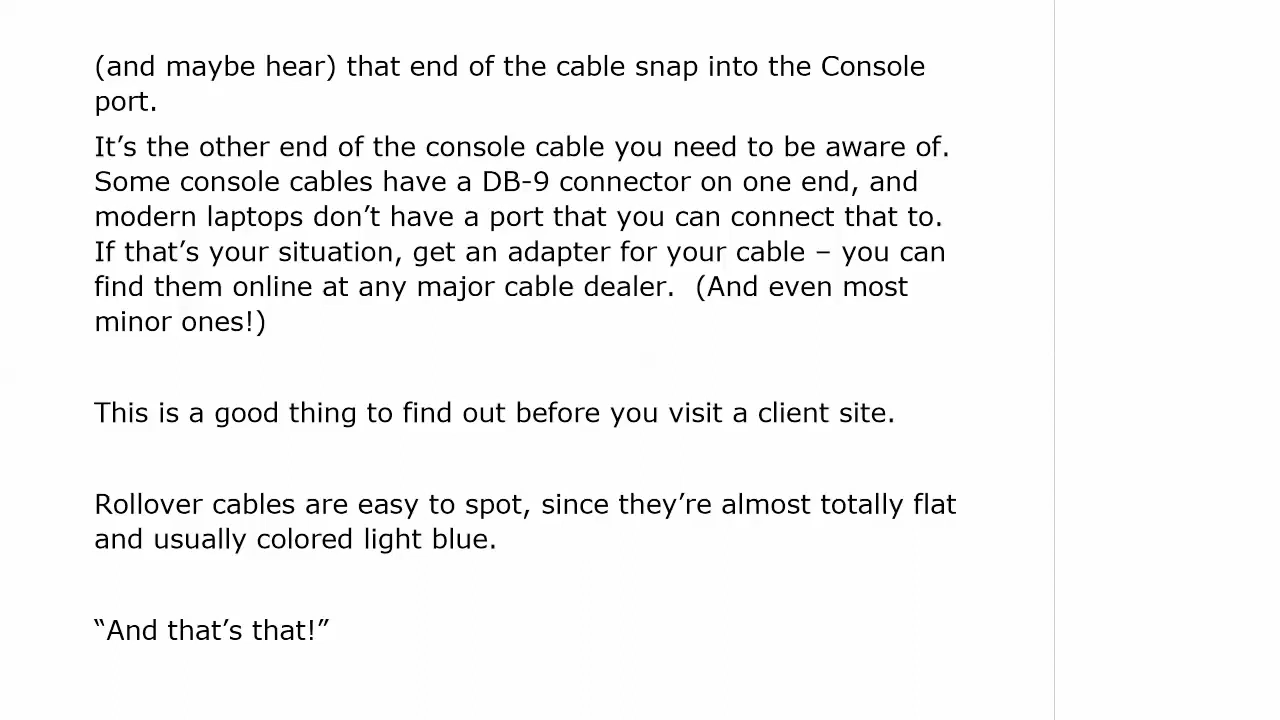 (and maybe hear) that end of the cable snap into the Console
port.
It’s the other end of the console cable you need to be aware of.
Some console cables have a DB-9 connector on one end, and
modern laptops don’t have a port that you can connect that to.
If that’s your situation, get an adapter for your cable – you can
find them online at any major cable dealer.  (And even most
minor ones!)
This is a good thing to find out before you visit a client site.
Rollover cables are easy to spot, since they’re almost totally flat
and usually colored light blue.
“And that’s that!”